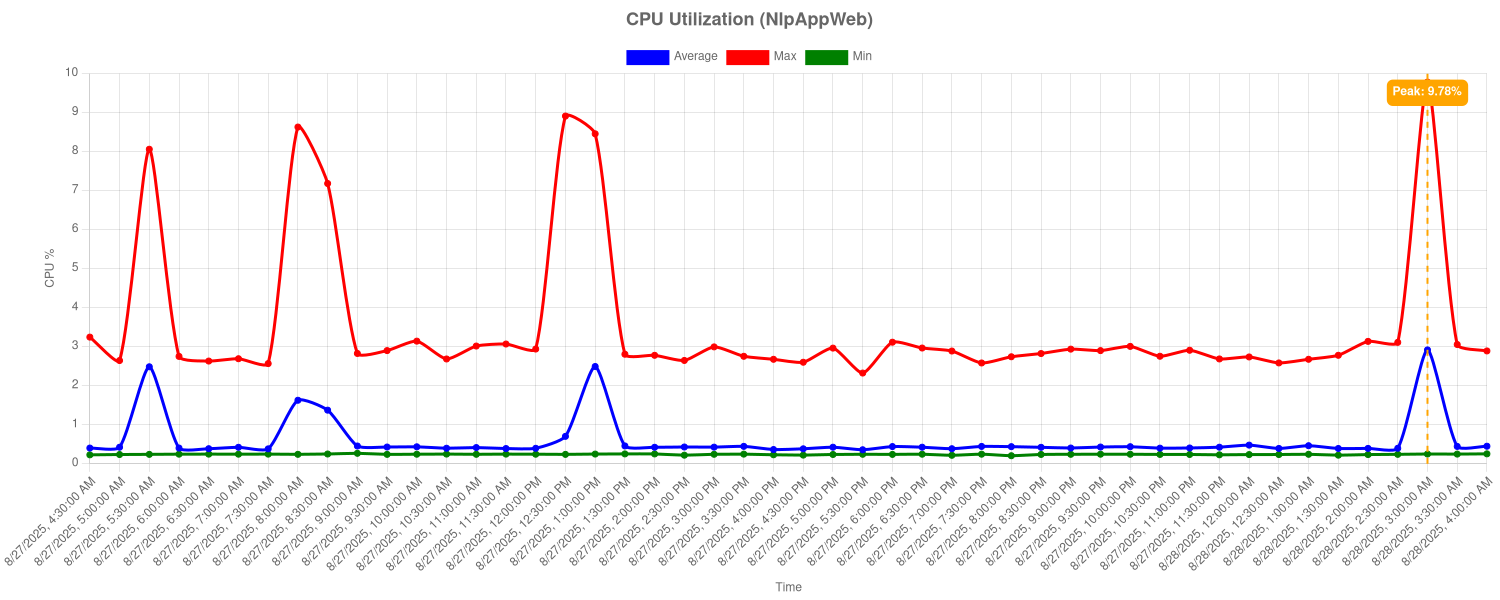 CPU Utilization (NlpAppWeb)
Average Max Min
10
9
8
7
6
5
4
3
2
1
0
CPU %
Peak: 9.78%
8/27/2025, 4:30:00 AM
8/27/2025, 5:00:00 AM
8/27/2025, 5:30:00 AM
8/27/2025, 6:00:00 AM
8/27/2025, 6:30:00 AM
8/27/2025, 7:00:00 AM
8/27/2025, 7:30:00 AM
8/27/2025, 8:00:00 AM
8/27/2025, 8:30:00 AM
8/27/2025, 9:00:00 AM
8/27/2025, 9:30:00 AM
8/27/2025, 10:00:00 AM
8/27/2025, 10:30:00 AM
8/27/2025, 11:00:00 AM
8/27/2025, 11:30:00 AM
8/27/2025, 12:00:00 PM
8/27/2025, 12:30:00 PM
8/27/2025, 1:00:00 PM
8/27/2025, 1:30:00 PM
8/27/2025, 2:00:00 PM
8/27/2025, 2:30:00 PM
8/27/2025, 3:00:00 PM
8/27/2025, 3:30:00 PM
8/27/2025, 4:00:00 PM
8/27/2025, 4:30:00 PM
8/27/2025, 5:00:00 PM
8/27/2025, 5:30:00 PM
8/27/2025, 6:00:00 PM
8/27/2025, 6:30:00 PM
8/27/2025, 7:00:00 PM
8/27/2025, 7:30:00 PM
8/27/2025, 8:00:00 PM
8/27/2025, 8:30:00 PM
8/27/2025, 9:00:00 PM
8/27/2025, 9:30:00 PM
8/27/2025, 10:00:00 PM
8/27/2025, 10:30:00 PM
8/27/2025, 11:00:00 PM
8/27/2025, 11:30:00 PM
8/28/2025, 12:00:00 AM
8/28/2025, 12:30:00 AM
8/28/2025, 1:00:00 AM
8/28/2025, 1:30:00 AM
8/28/2025, 2:00:00 AM
8/28/2025, 2:30:00 AM
8/28/2025, 3:00:00 AM
8/28/2025, 3:30:00 AM
8/28/2025, 4:00:00 AM
Time